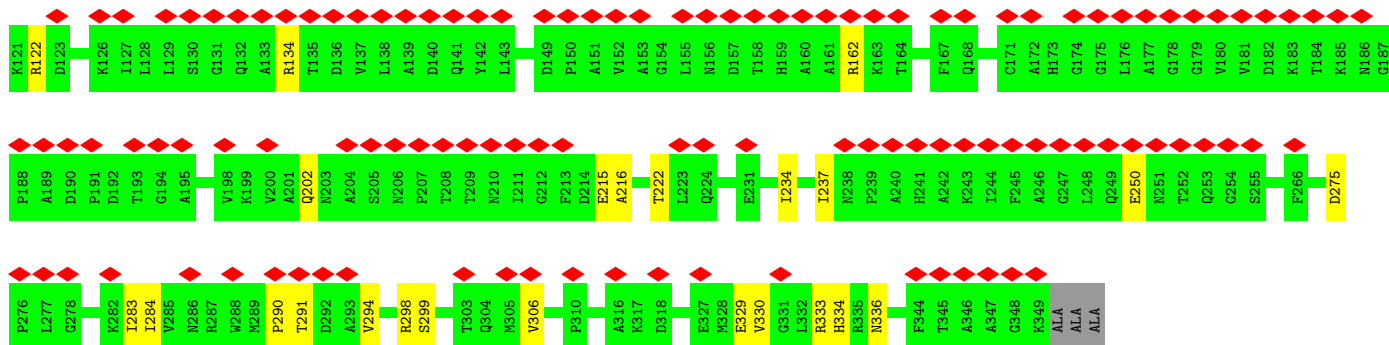 K121 R122 D123 K126 I127 L128 L129 S130 G131 Q132 A133 R134 T135 D136 V137 L138 A139 D140 Q141 Y142 L143 D149 P150 A151 V152 A153 G154 L155 N156 D157 T158 H159 A160 A161 R162 K163 T164 F167 Q168 C171 A172 H173 G174 G175 L176 A177 G178 G179 V180 V181 D182 K183 T184 K185 N186 G187
P188 A189 D190 P191 D192 T193 G194 A195 V198 K199 V200 A201 Q202 N203 A204 S205 N206 P207 T208 T209 N210 I211 G212 F213 D214 E215 A216 T222 L223 Q224 E231 I234 I237 N238 P239 A240 H241 A242 K243 I244 F245 A246 G247 L248 Q249 E250 N251 T252 Q253 G254 S255 F266 D275
P276 L277 G278 K282 I283 I284 V285 N286 R287 W288 M289 P290 T291 D292 A293 V294 R298 S299 T303 Q304 M305 V306 P310 A316 K317 D318 E327 M328 E329 V330 G331 L332 R333 H334 R335 N336 F344 T345 A346 A347 G348 K349 ALA ALA ALA